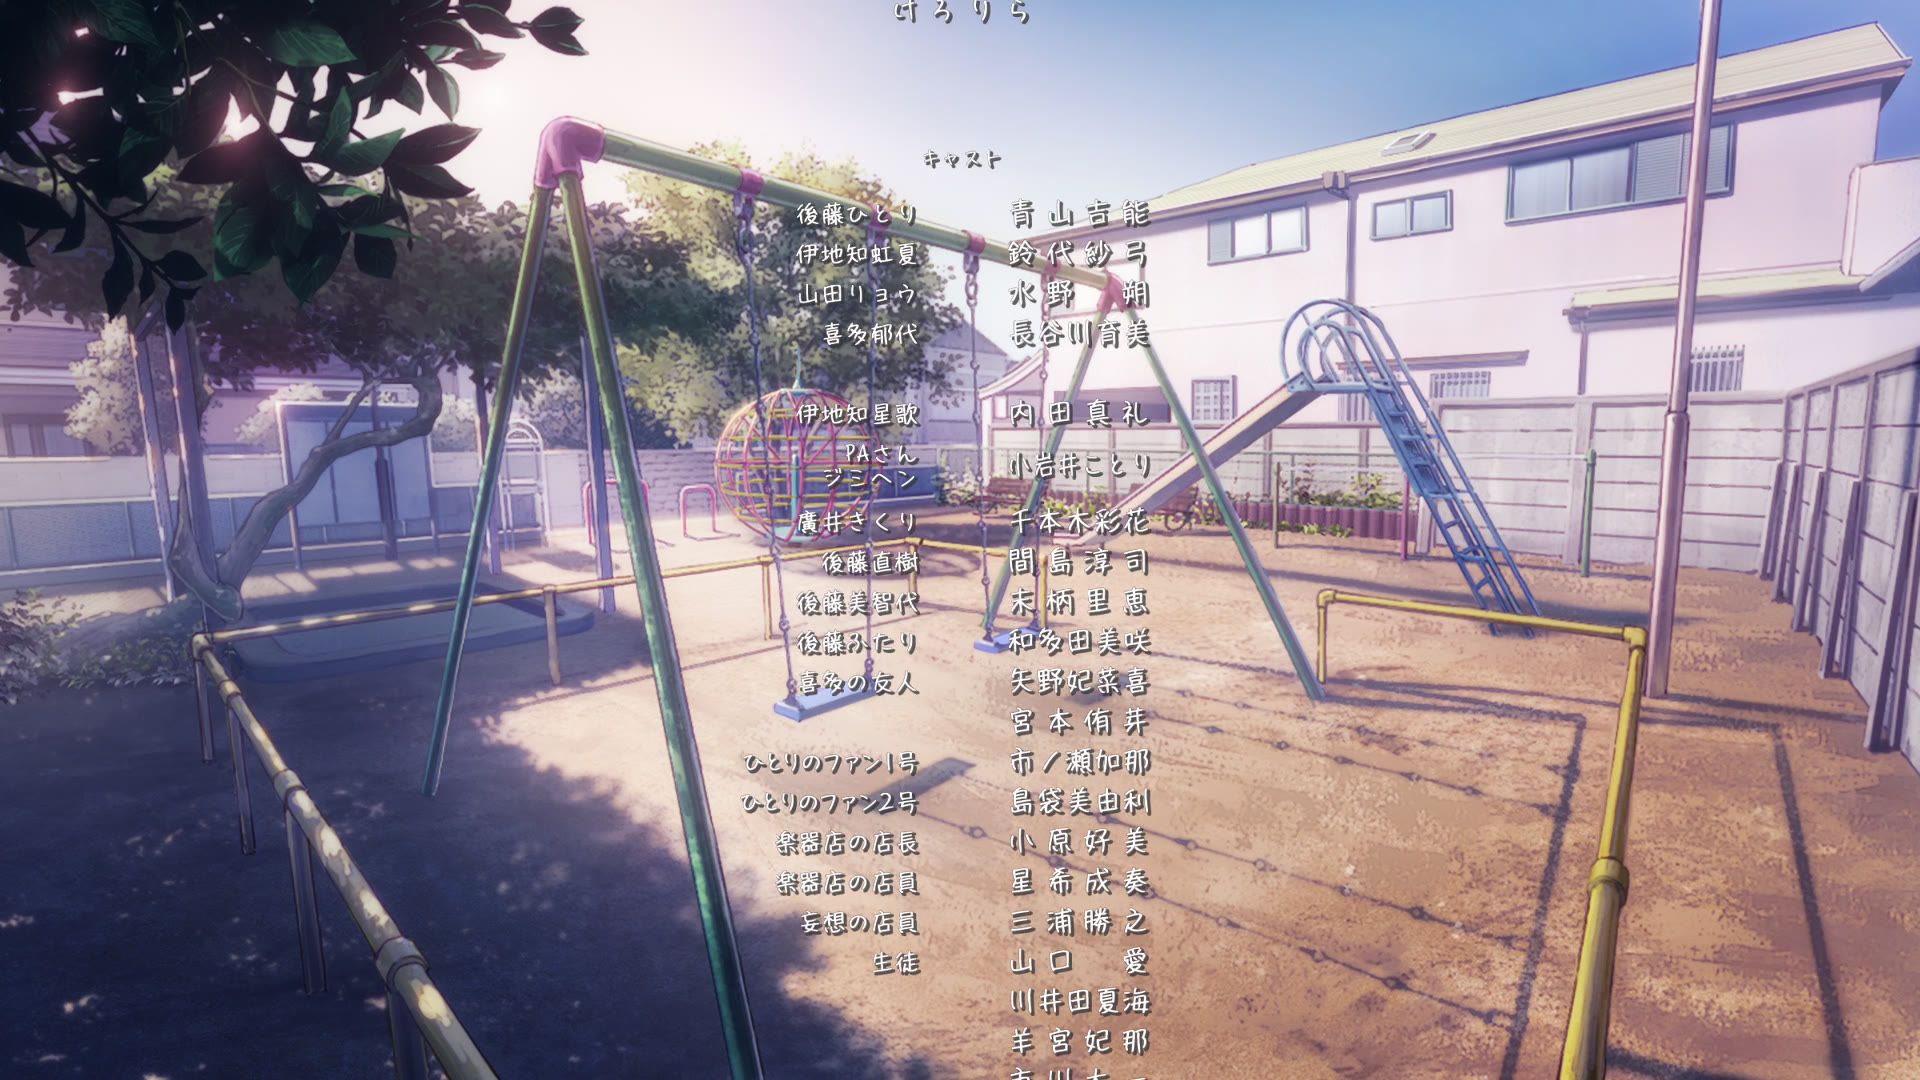 けろりら
キャスト
後藤ひとり 青山吉能
伊地知虹夏 鈴代紗弓
山田リョウ 水野 朔
喜多郁代 長谷川育美
伊地知星歌 内田真礼
PAさん
ジミヘン 小岩井ことり
廣井きくり 千本木彩花
後藤直樹 間島淳司
後藤美智代 末柄里恵
後藤ふたり 和多田美咲
喜多の友人 矢野妃菜喜
宮本侑芽
ひとりのファン1号 市ノ瀬加那
ひとりのファン2号 島袋美由利
楽器店の店長 小原好美
楽器店の店員 星希成奏
妄想の店員 三浦勝之
生徒 山口 愛
川井田夏海
羊宮妃那